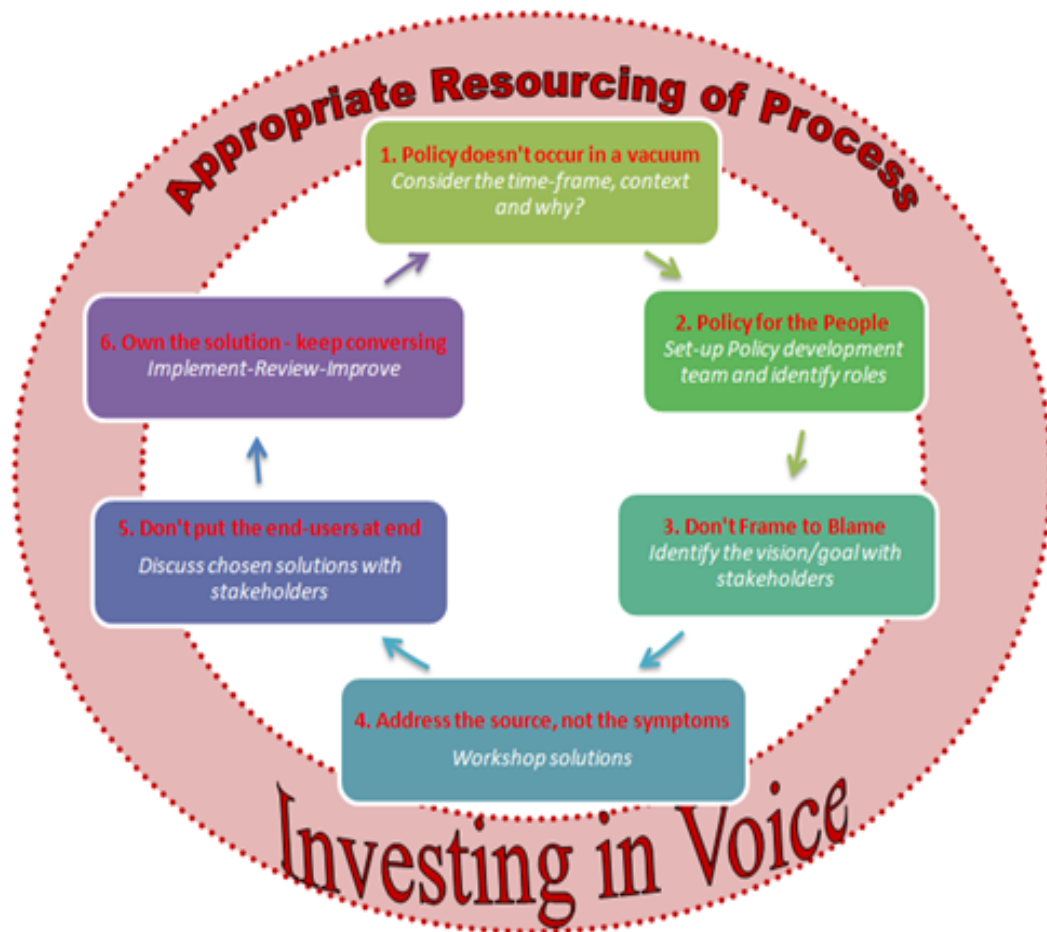 Appropriate Resourcing of Process
1. Policy doesn't occur in a vacuum
Consider the time-frame, context
and why?
2. Policy for the People
Set-up Policy development
team and identify roles
3. Don't Frame to Blame
Identify the vision/goal with
stakeholders
4. Address the source, not the symptoms
Workshop solutions
5. Don't put the end-users at end
Discuss chosen solutions with
stakeholders
6. Own the solution - keep conversing
Implement-Review-Improve
Investing in Voice